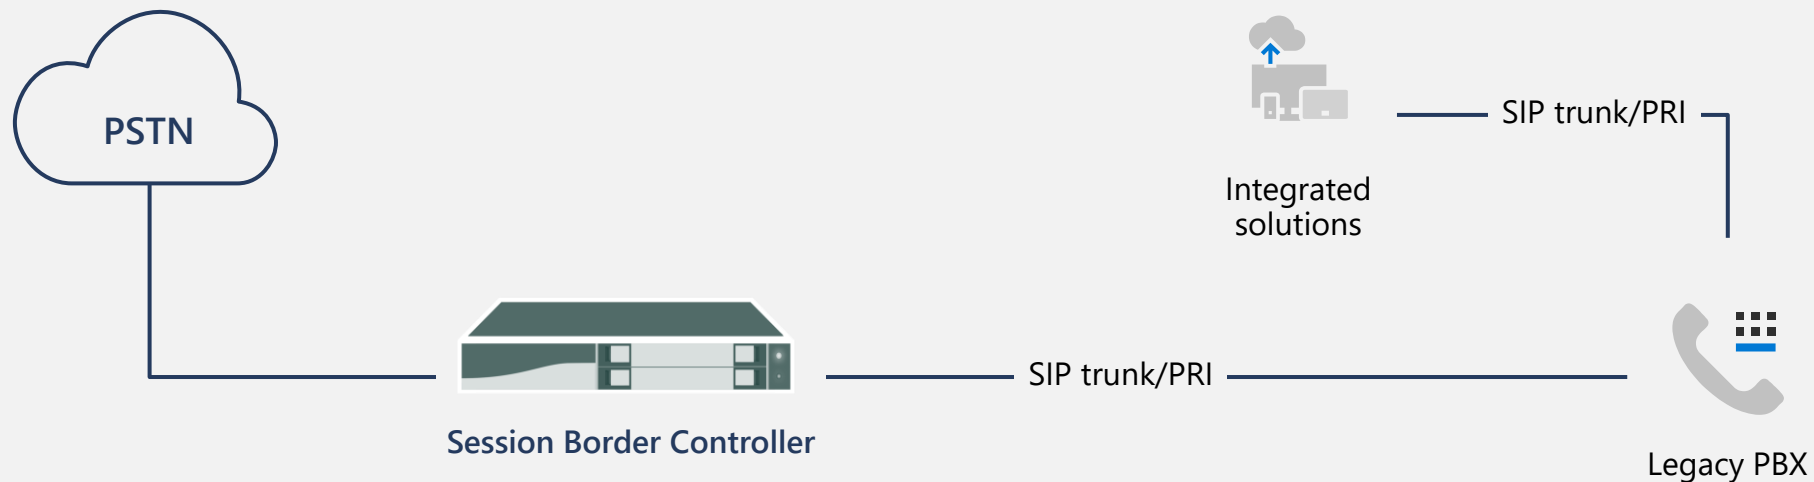 PSTN
SIP trunk/PRI
Integrated
solutions
SIP trunk/PRI
Session Border Controller
Legacy PBX